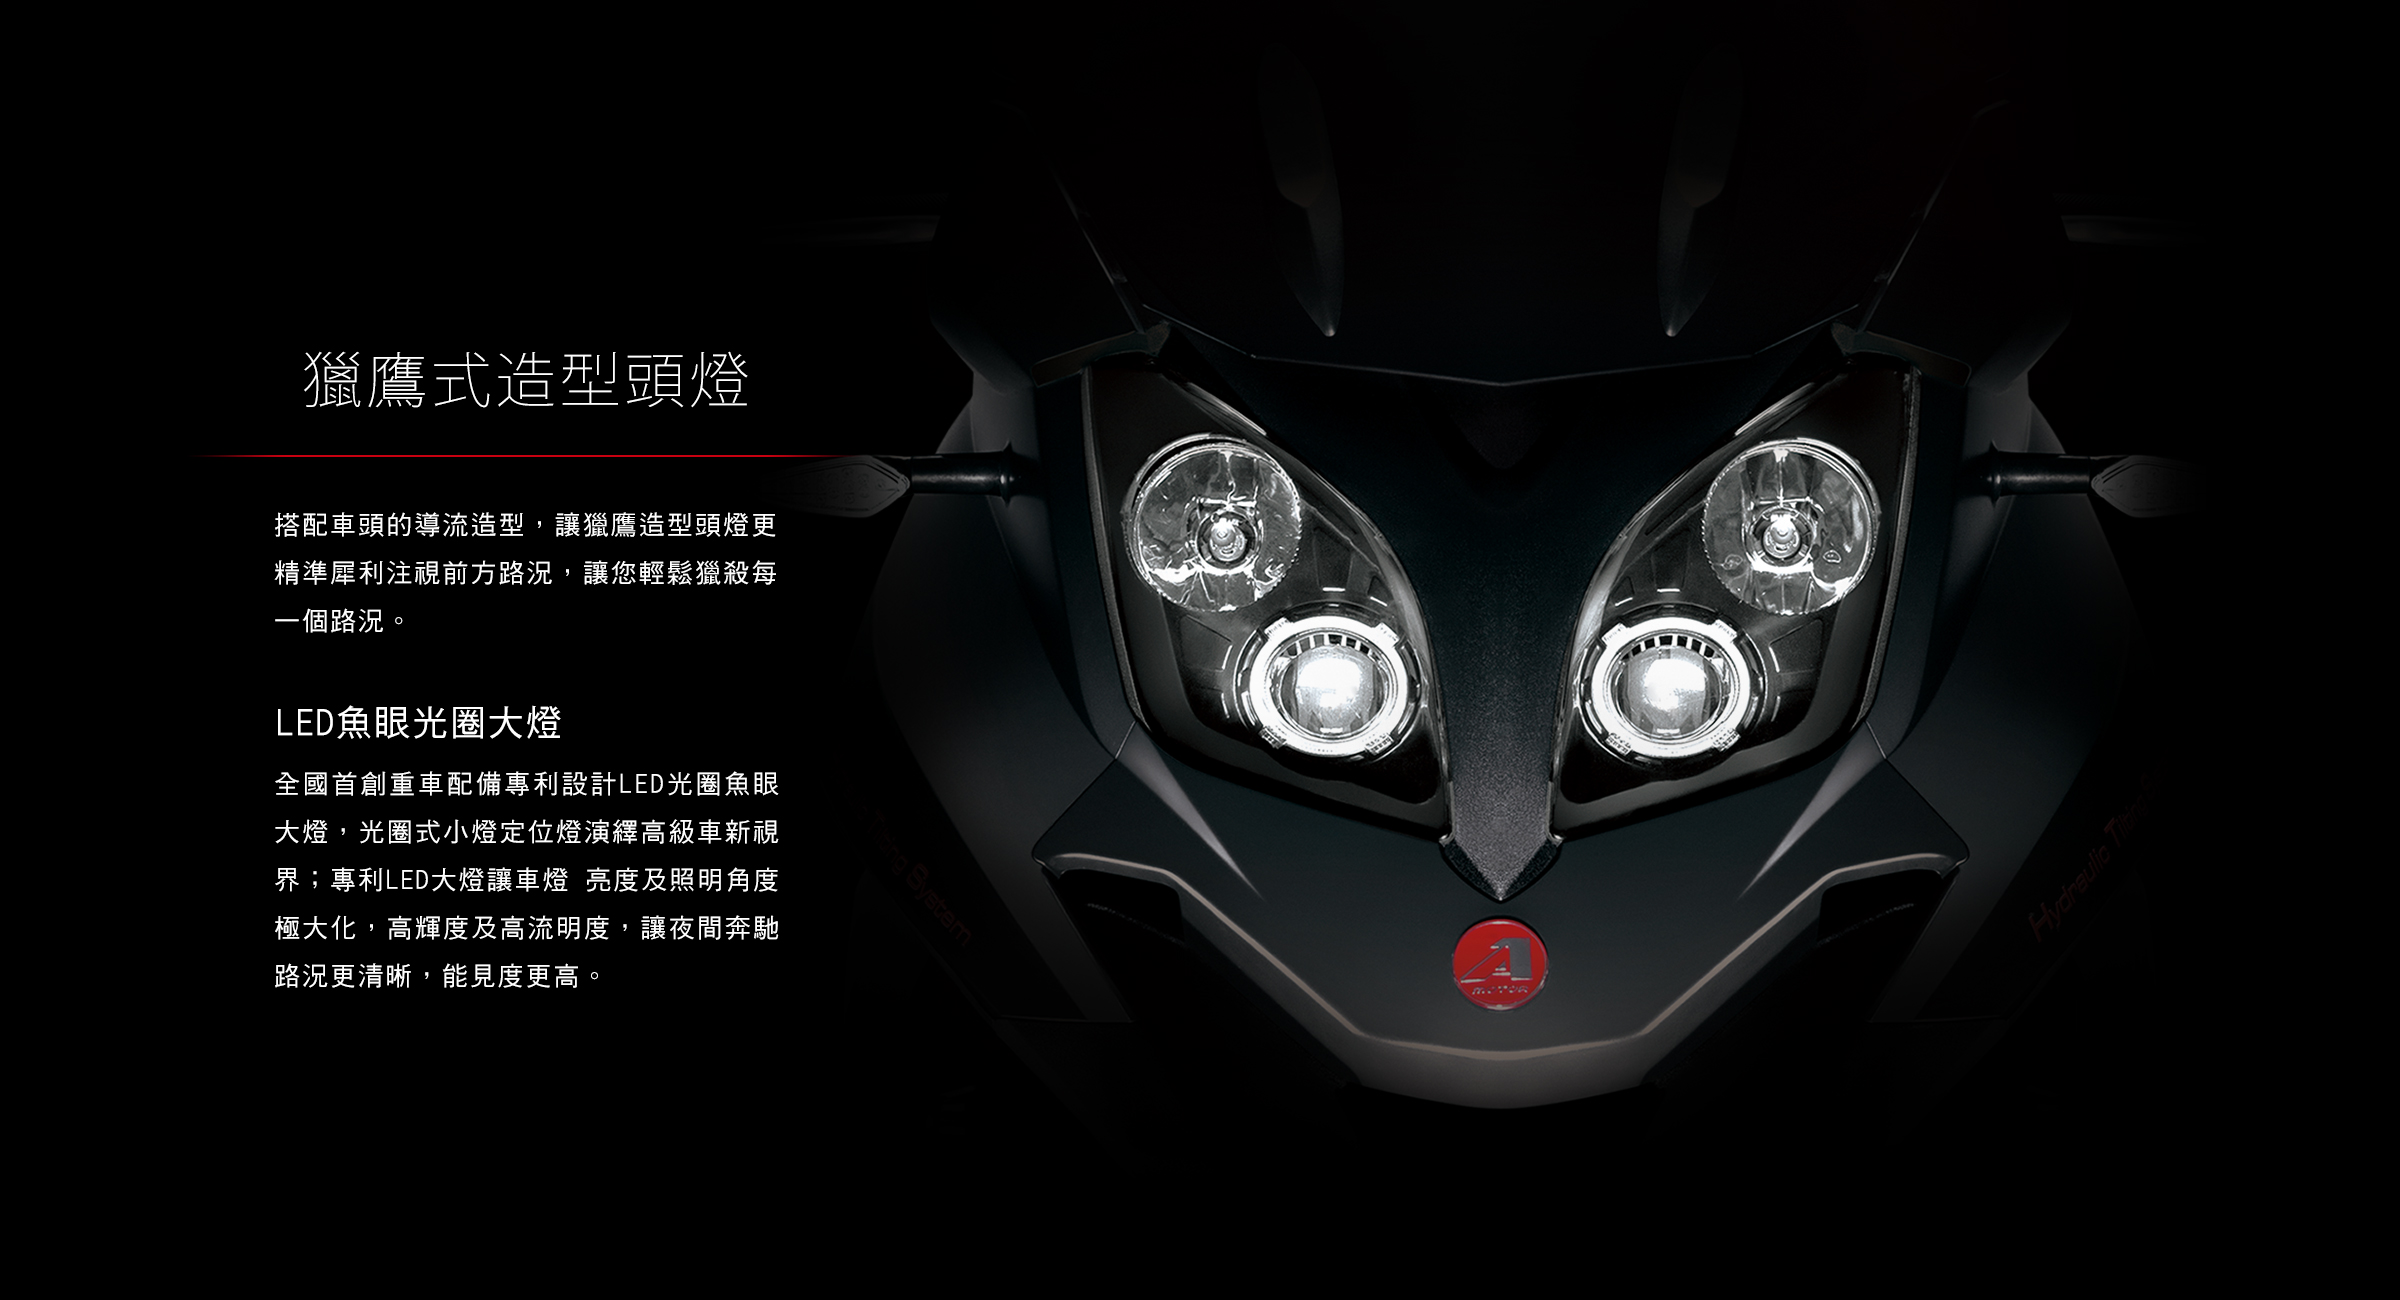 獵鷹式造型頭燈
搭配車頭的導流造型，讓獵鷹造型頭燈更
精準犀利注視前方路況，讓您輕鬆獵殺每
一個路況。
LED魚眼光圈大燈
全國首創重車配備專利設計LED光圈魚眼
大燈，光圈式小燈定位燈演繹高級車新視
界；專利LED大燈讓車燈 亮度及照明角度
極大化，高輝度及高流明度，讓夜間奔馳
路況更清晰，能見度更高。
System
A
MOTOR
Hydraulic